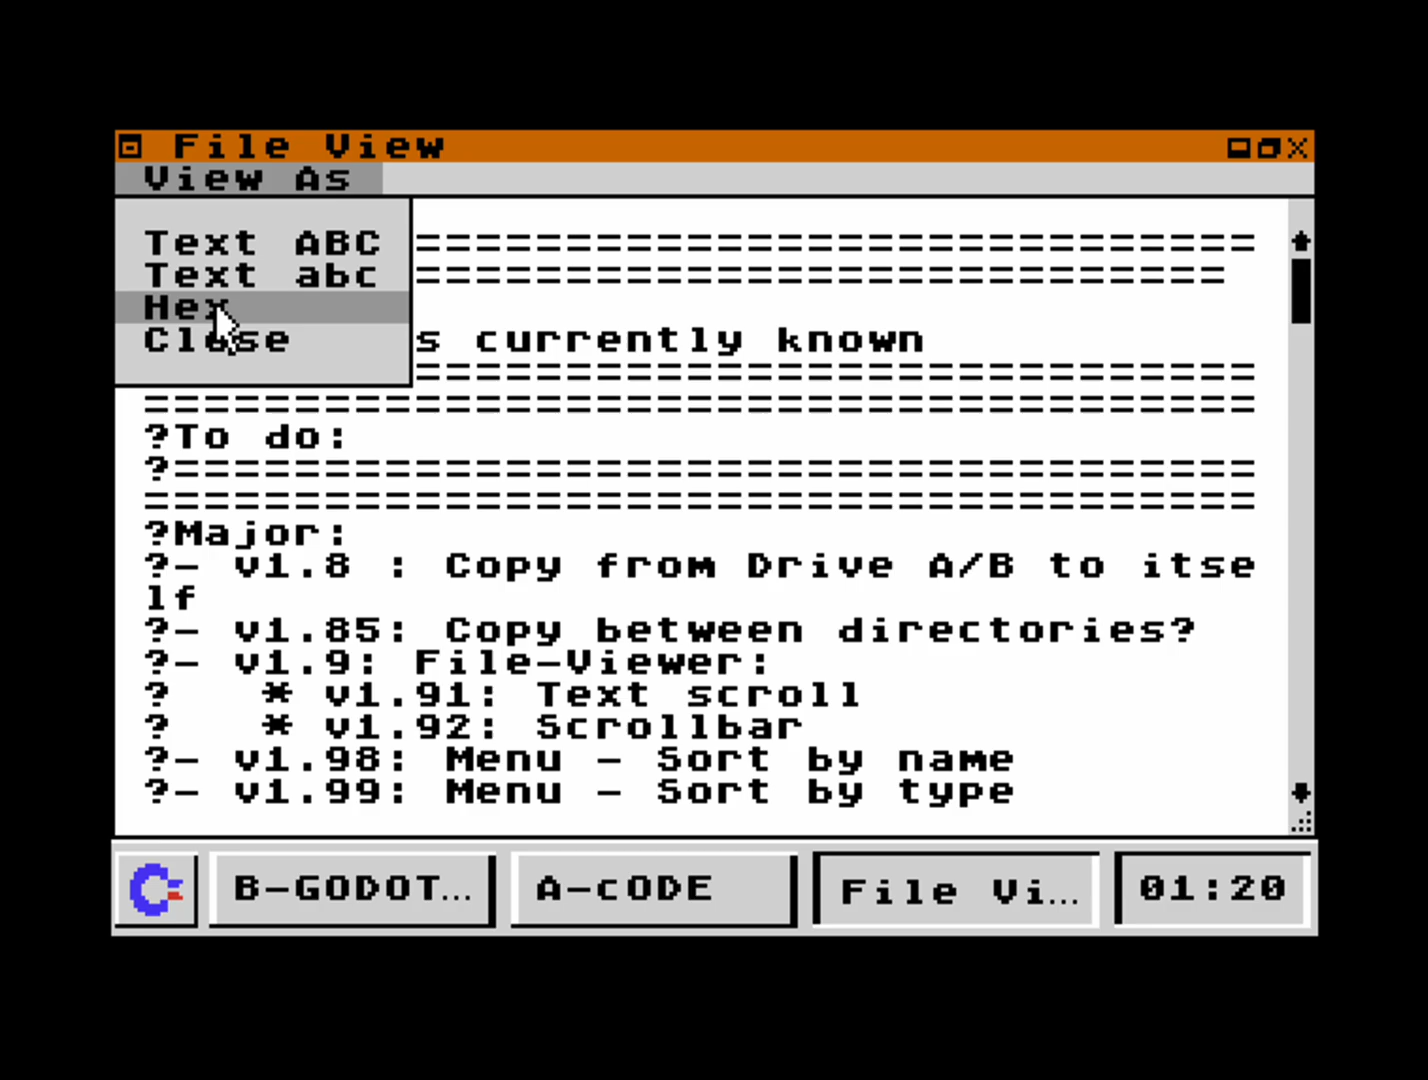 File View
View As
Text ABC ============================
Text abc ===========================
Hex
Close s currently known
============================
=====================================
?To do:
?====================================
=====================================
?Major:
?- v1.8 : Copy from Drive A/B to itse
lf
?- v1.85: Copy between directories?
?- v1.9: File-Viewer:
?   * v1.91: Text scroll
?   * v1.92: Scrollbar
?- v1.98: Menu - Sort by name
?- v1.99: Menu - Sort by type
B-GODOT... A-cODE File Vi... 01:20